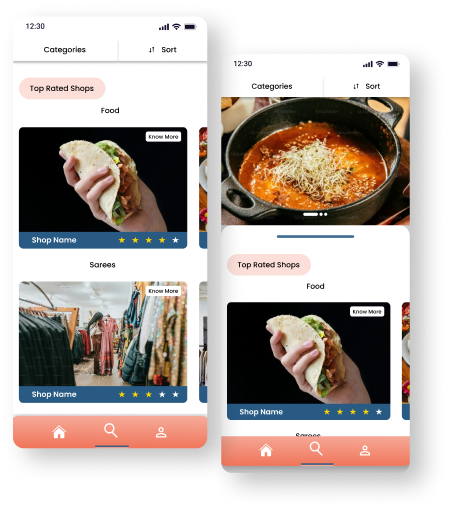 12:30
Categories
Sort
Top Rated Shops
Food
Know More
Shop Name
Sarees
Know More
Shop Name
12:30
Categories
Sort
Top Rated Shops
Food
Know More
Shop Name
Sarees